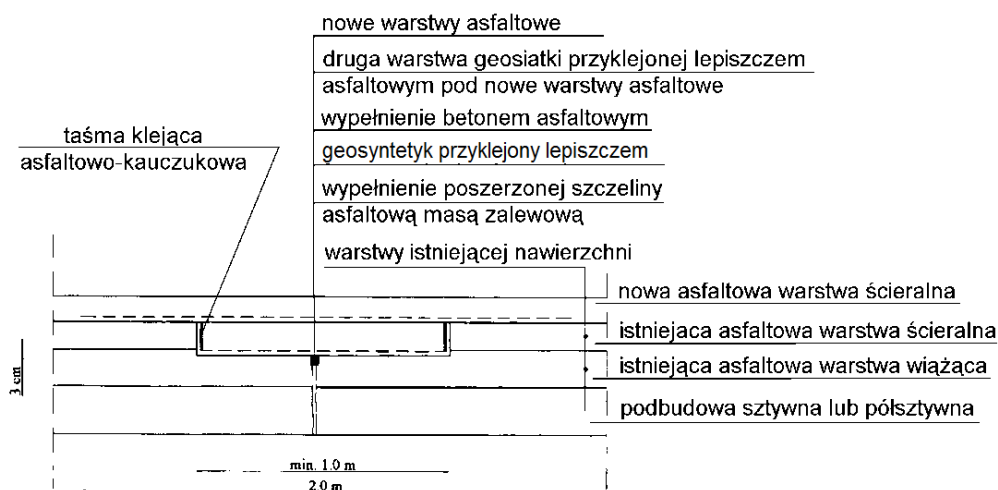 nowe warstwy asfaltowe
druga warstwa geosiatki przyklejonej lepiszczem
asfaltowym pod nowe warstwy asfaltowe
wypełnienie betonem asfaltowym
geosyntetyk przyklejony lepiszczem
wypełnienie poszerzonej szczeliny
asfaltową masą zalewową
warstwy istniejącej nawierzchni
taśma klejąca
asfaltowo-kauczukowa
nowa asfaltowa warstwa ścieralna
istniejaca asfaltowa warstwa ścieralna
istniejąca asfaltowa warstwa wiążąca
podbudowa sztywna lub półsztywna
3 cm
min. 1.0 m
2.0 m